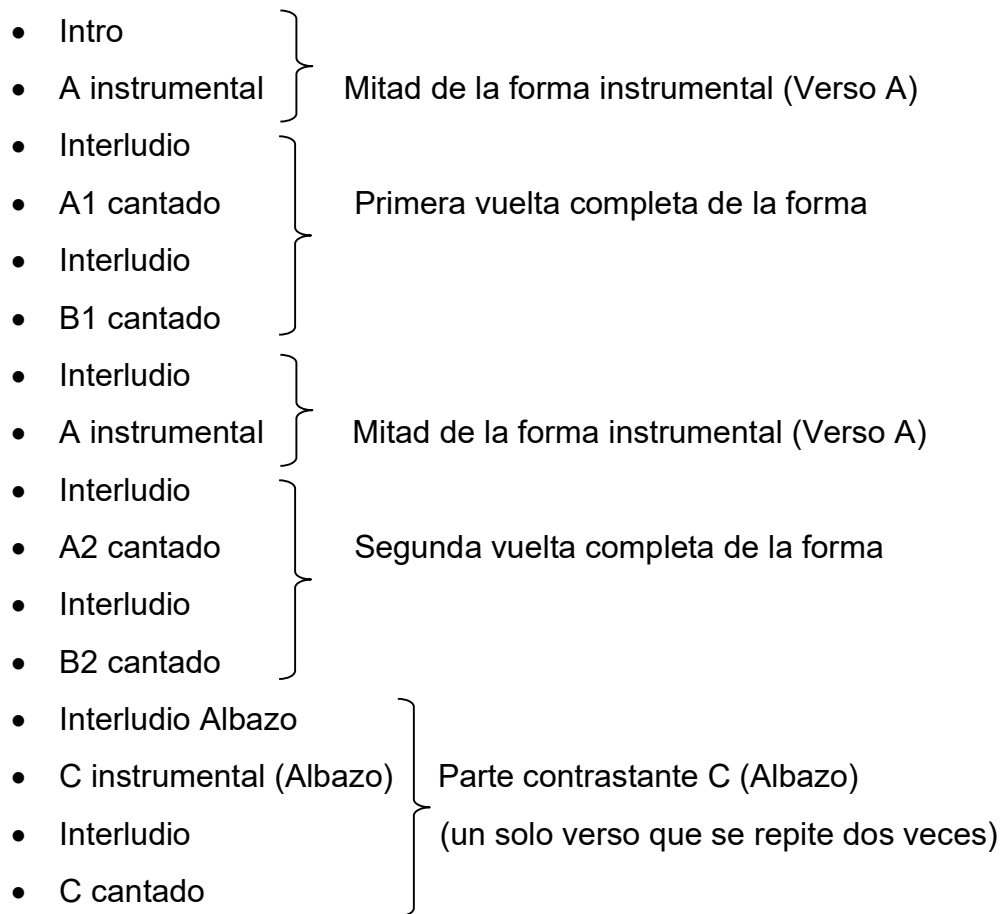 • Intro
• A instrumental Mitad de la forma instrumental (Verso A)
• Interludio
• A1 cantado Primera vuelta completa de la forma
• Interludio
• B1 cantado
• Interludio
• A instrumental Mitad de la forma instrumental (Verso A)
• Interludio
• A2 cantado Segunda vuelta completa de la forma
• Interludio
• B2 cantado
• Interludio Albazo
• C instrumental (Albazo) Parte contrastante C (Albazo)
• Interludio (un solo verso que se repite dos veces)
• C cantado